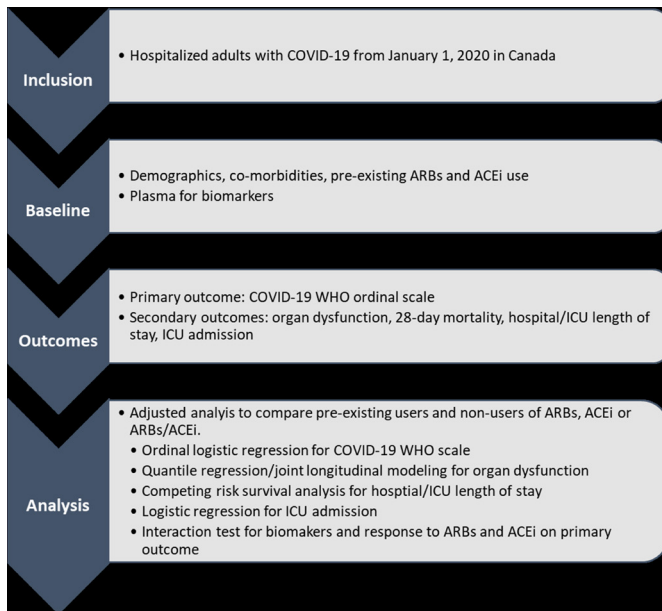 Inclusion
• Hospitalized adults with COVID-19 from January 1, 2020 in Canada
Baseline
• Demographics, co-morbidities, pre-existing ARBs and ACEi use
• Plasma for biomarkers
Outcomes
• Primary outcome: COVID-19 WHO ordinal scale
• Secondary outcomes: organ dysfunction, 28-day mortality, hospital/ICU length of
stay, ICU admission
Analysis
• Adjusted analyis to compare pre-existing users and non-users of ARBs, ACEi or
ARBs/ACEi.
• Ordinal logistic regression for COVID-19 WHO scale
• Quantile regression/joint longitudinal modeling for organ dysfunction
• Competing risk survival analysis for hosptial/ICU length of stay
• Logistic regression for ICU admission
• Interaction test for biomakers and response to ARBs and ACEi on primary
outcome